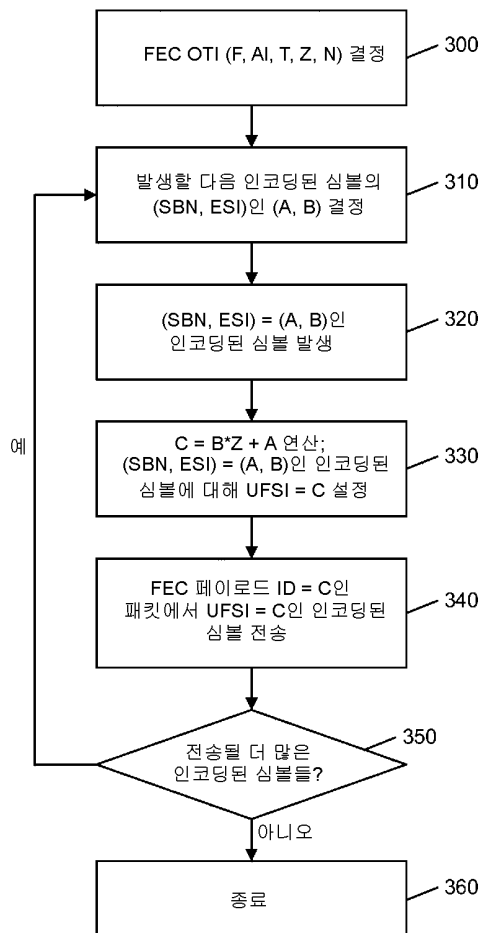 FEC OTI (F, AI, T, Z, N) 결정
300
발생할 다음 인코딩된 심볼의
(SBN, ESI)인 (A, B) 결정
310
(SBN, ESI) = (A, B)인
인코딩된 심볼 발생
320
예
C = B*Z + A 연산;
(SBN, ESI) = (A, B)인 인코딩된
심볼에 대해 UFSI = C 설정
330
FEC 페이로드 ID = C인
패킷에서 UFSI = C인 인코딩된
심볼 전송
340
전송될 더 많은
인코딩된 심볼들?
350
아니오
종료
360